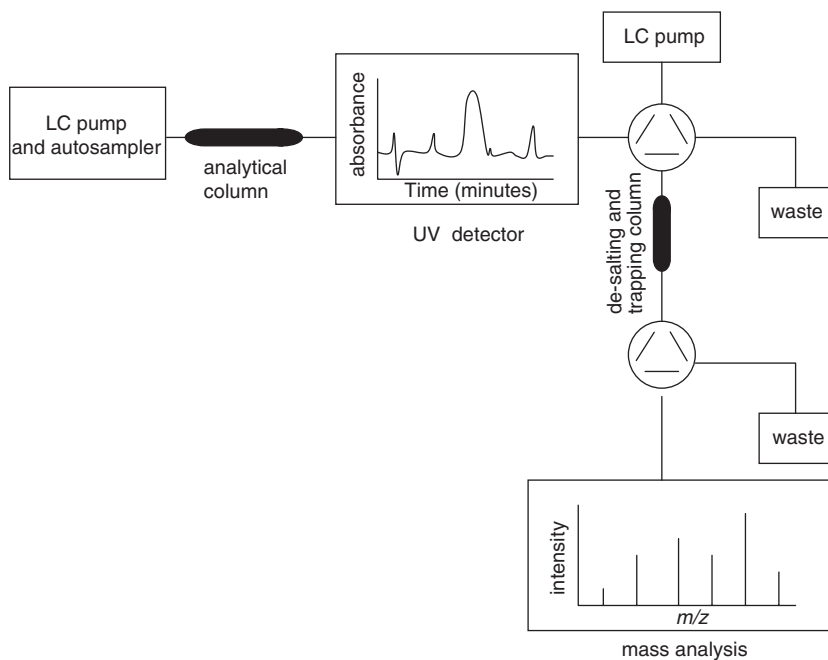 LC pump
LC pump
and autosampler
absorbance
Time (minutes)
analytical
column
UV detector
waste
de-salting and
trapping column
waste
intensity
m/z
mass analysis